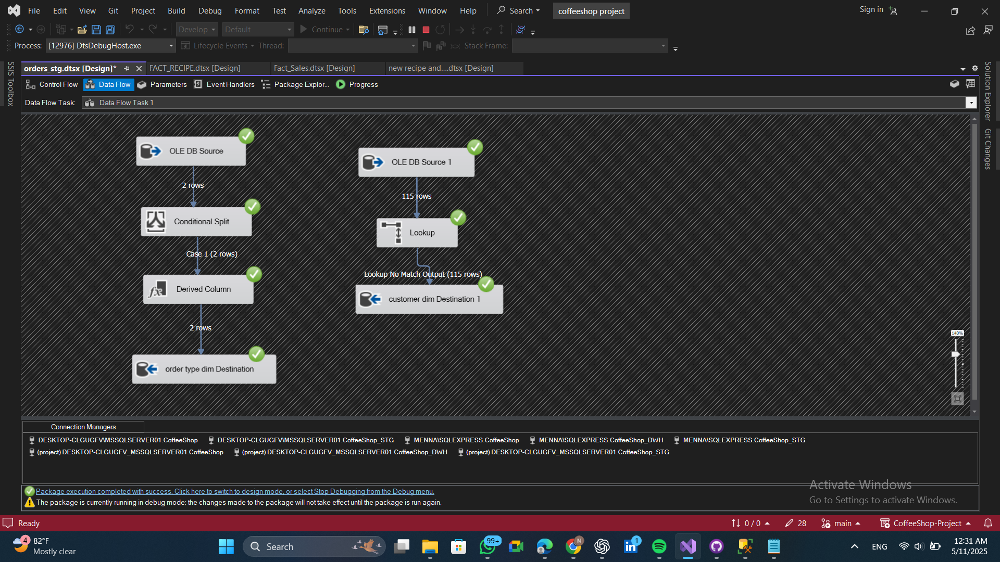 File Edit View Git Project Build Debug Format Test Analyze Tools Extensions Window Help Search coffeeshop project Sign in
Develop Default Continue
Process: [12976] DtsDebugHost.exe Lifecycle Events Thread: Stack Frame:
SSIS Toolbox
orders_stg.dtsx [Design]* FACT_RECIPE.dtsx [Design] Fact_Sales.dtsx [Design] new recipe and....dtsx [Design]
Control Flow Data Flow Parameters Event Handlers Package Explor... Progress
Data Flow Task: Data Flow Task 1
Solution Explorer
Git Changes
OLE DB Source
2 rows
Conditional Split
Case 1 (2 rows)
Derived Column
2 rows
order type dim Destination
OLE DB Source 1
115 rows
Lookup
Lookup No Match Output (115 rows)
customer dim Destination 1
140%
Connection Managers
DESKTOP-CLGUGFV\MSSQLSERVER01.CoffeeShop DESKTOP-CLGUGFV\MSSQLSERVER01.CoffeeShop_STG MENNA\SQLEXPRESS.CoffeeShop MENNA\SQLEXPRESS.CoffeeShop_DWH MENNA\SQLEXPRESS.CoffeeShop_STG
(project) DESKTOP-CLGUGFV_MSSQLSERVER01.CoffeeShop (project) DESKTOP-CLGUGFV_MSSQLSERVER01.CoffeeShop_DWH (project) DESKTOP-CLGUGFV_MSSQLSERVER01.CoffeeShop_STG
Package execution completed with success. Click here to switch to design mode, or select Stop Debugging from the Debug menu.
The package is currently running in debug mode; the changes made to the package will not take effect until the package is run again.
Activate Windows
Go to Settings to activate Windows.
Ready 0 / 0 28 main CoffeeShop-Project
4
82°F
Mostly clear
Search
99+
N
1
ENG
12:31 AM
5/11/2025